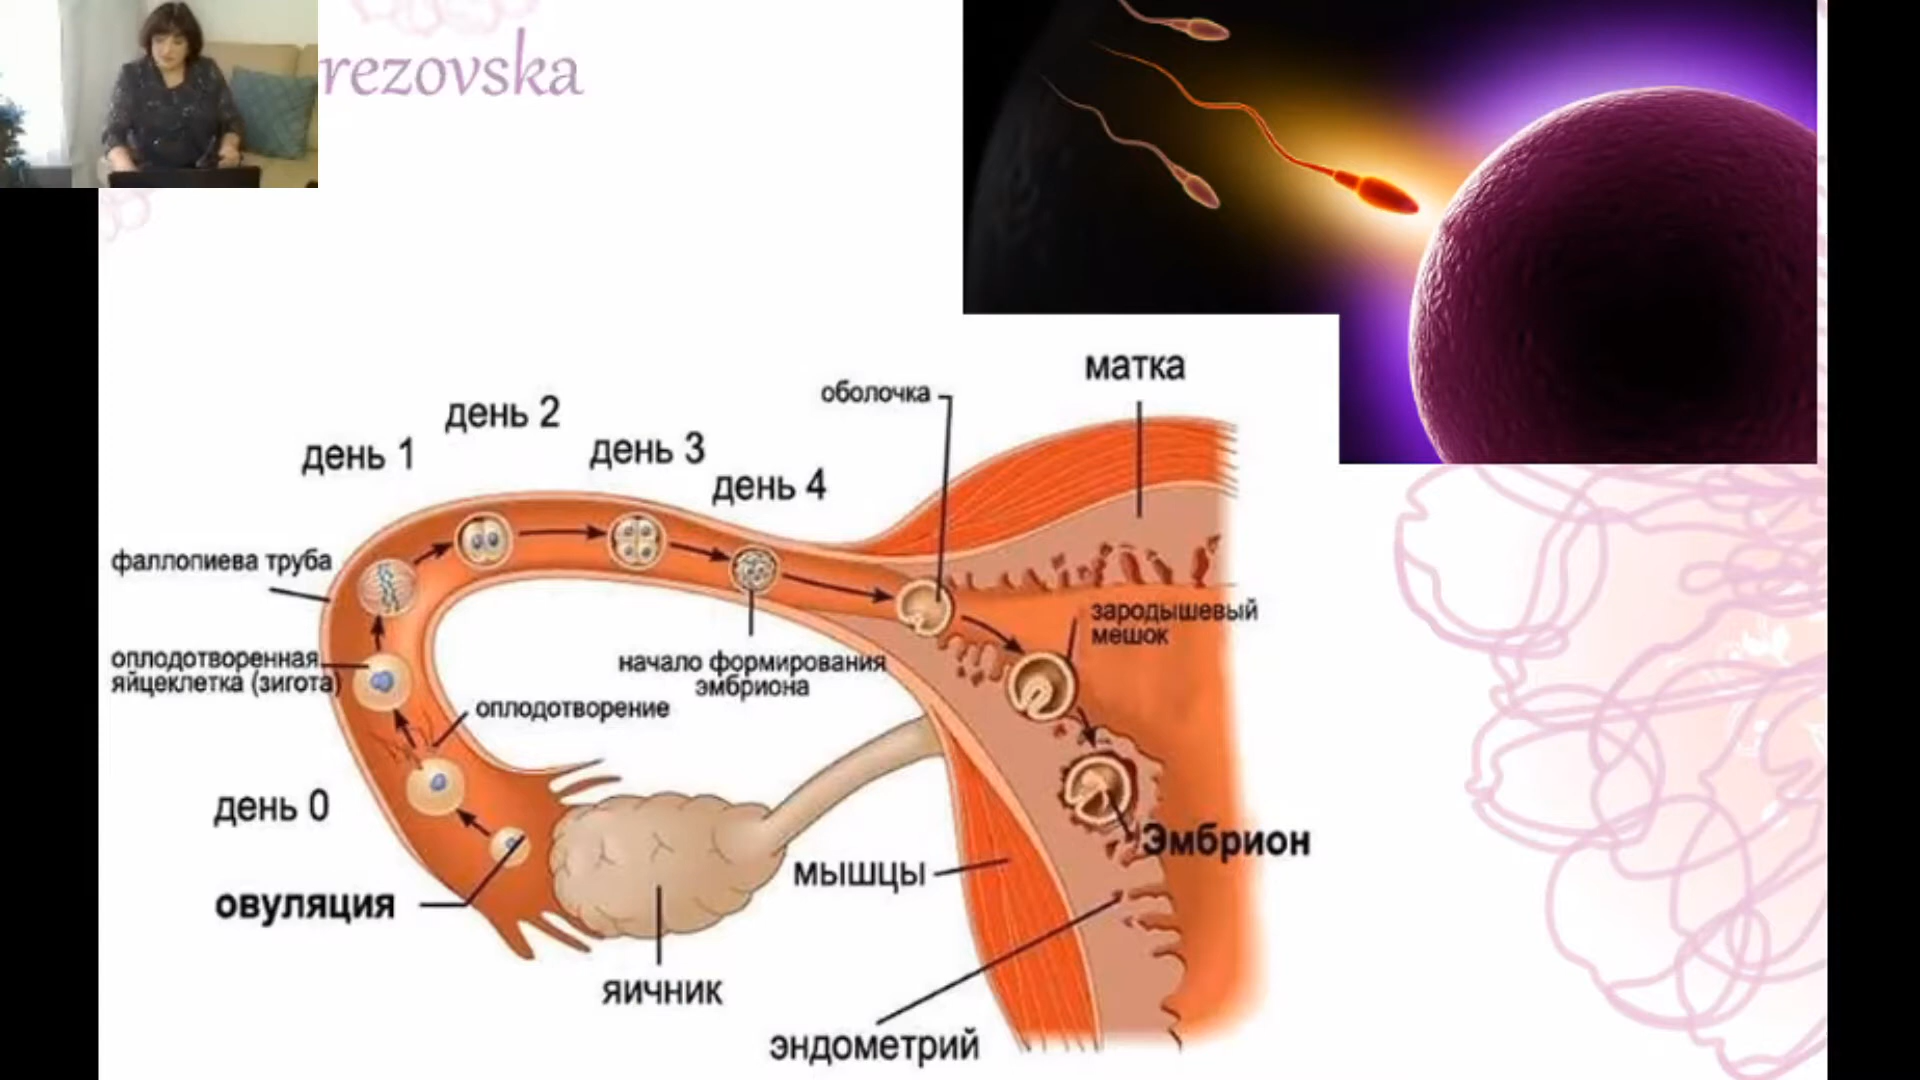 rezovska
матка
оболочка
день 2
день 1
день 3
день 4
фаллопиева труба
зародышевый
мешок
оплодотворенная
яйцеклетка (зигота)
начало формирования
эмбриона
оплодотворение
день 0
Эмбрион
мышцы
овуляция
яичник
эндометрий